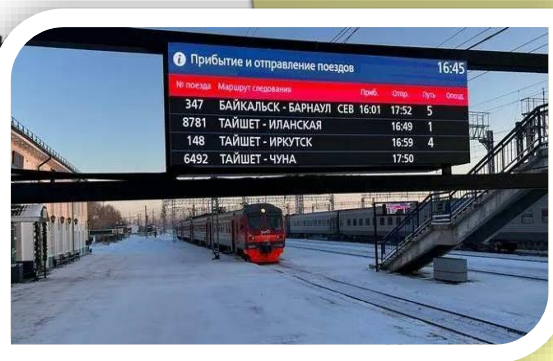 Прибытие и отправление поездов 16:45
№ поезда Маршрут следования Приб. Отпр. Путь Опозд.
347 БАЙКАЛЬСК - БАРНАУЛ СЕВ 16:01 17:52 5
8781 ТАЙШЕТ - ИЛАНСКАЯ 16:49 1
148 ТАЙШЕТ - ИРКУТСК 16:59 4
6492 ТАЙШЕТ - ЧУНА 17:50